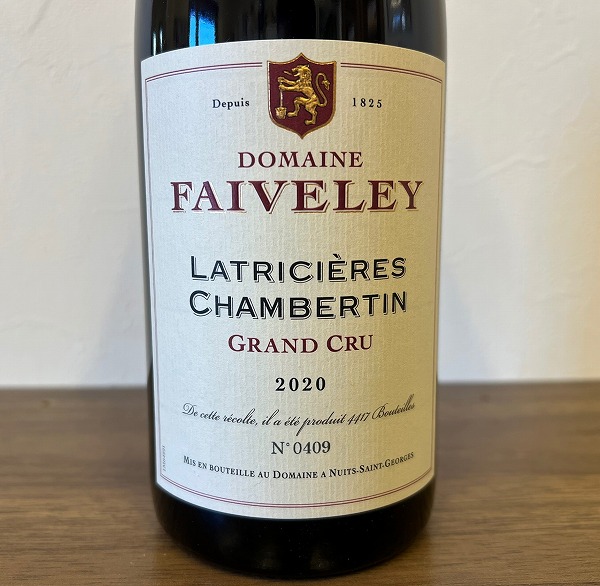 Depuis 1825
DOMAINE
FAIVELEY
LATRICIÈRES
CHAMBERTIN
GRAND CRU
2020
De cette récolte, il a été produit 4417 Bouteilles
N° 0409
MIS EN BOUTEILLE AU DOMAINE A NUITS-SAINT-GEORGES